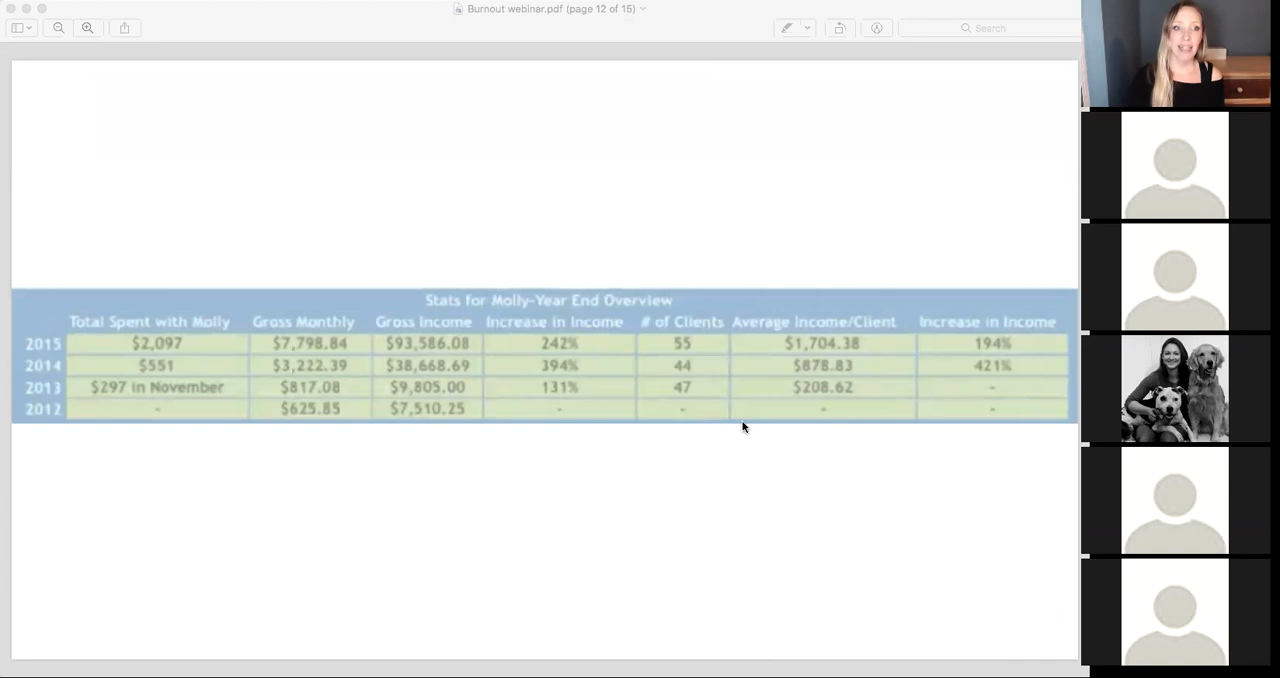 Burnout webinar.pdf (page 12 of 15)
Search
Stats for Molly-Year End Overview
Total Spent with Molly Gross Monthly Gross Income Increase in Income # of Clients Average Income/Client Increase in Income
2015 $2,097 $7,798.84 $93,586.08 242% 55 $1,704.38 194%
2014 $551 $3,222.39 $38,668.69 394% 44 $878.83 421%
2013 $297 in November $817.08 $9,805.00 131% 47 $208.62 -
2012 - $625.85 $7,510.25 - - - -